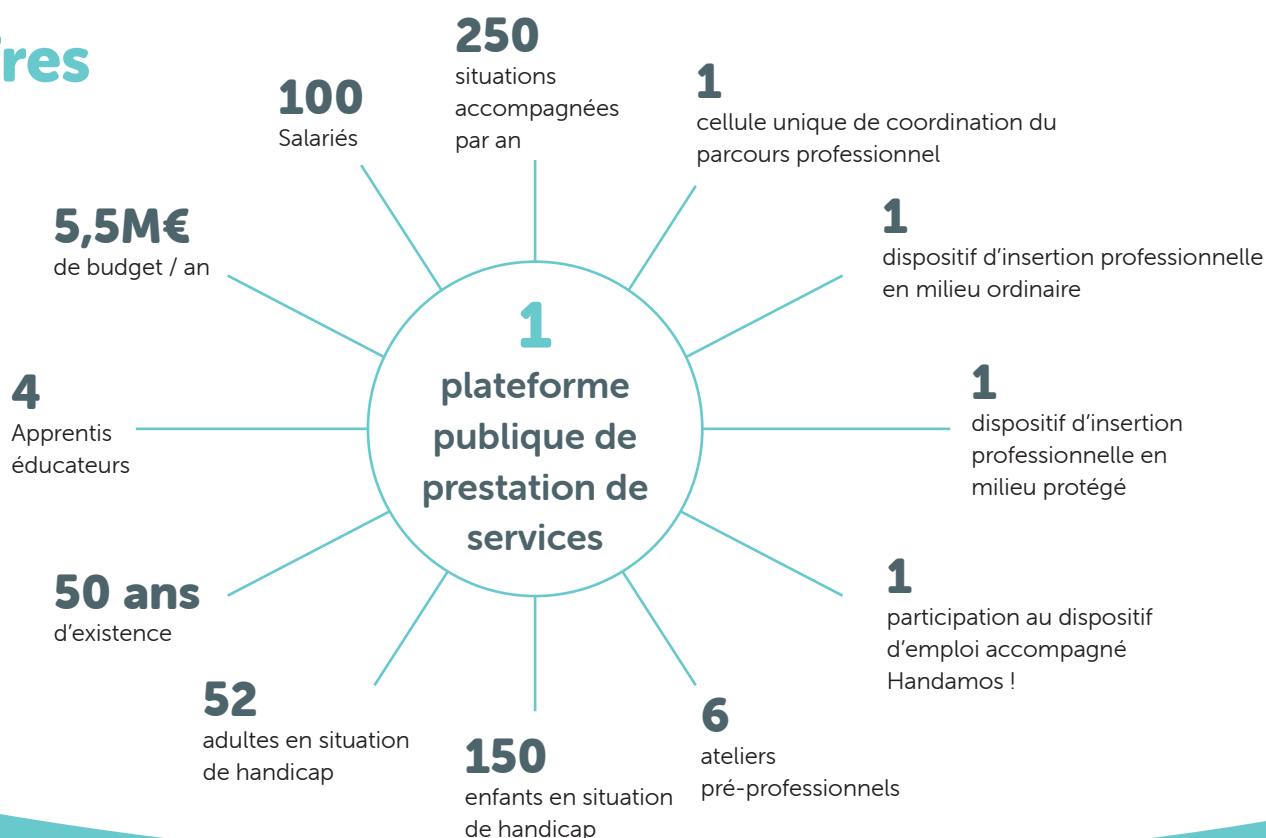 250
situations
accompagnées
par an
100
Salariés
1
cellule unique de coordination du
parcours professionnel
5,5M€
de budget / an
1
dispositif d'insertion professionnelle
en milieu ordinaire
1
plateforme
publique de
prestation de
services
4
Apprentis
éducateurs
1
dispositif d'insertion
professionnelle en
milieu protégé
50 ans
d'existence
1
participation au dispositif
d'emploi accompagné
Handamos !
52
adultes en situation
de handicap
150
enfants en situation
de handicap
6
ateliers
pré-professionnels